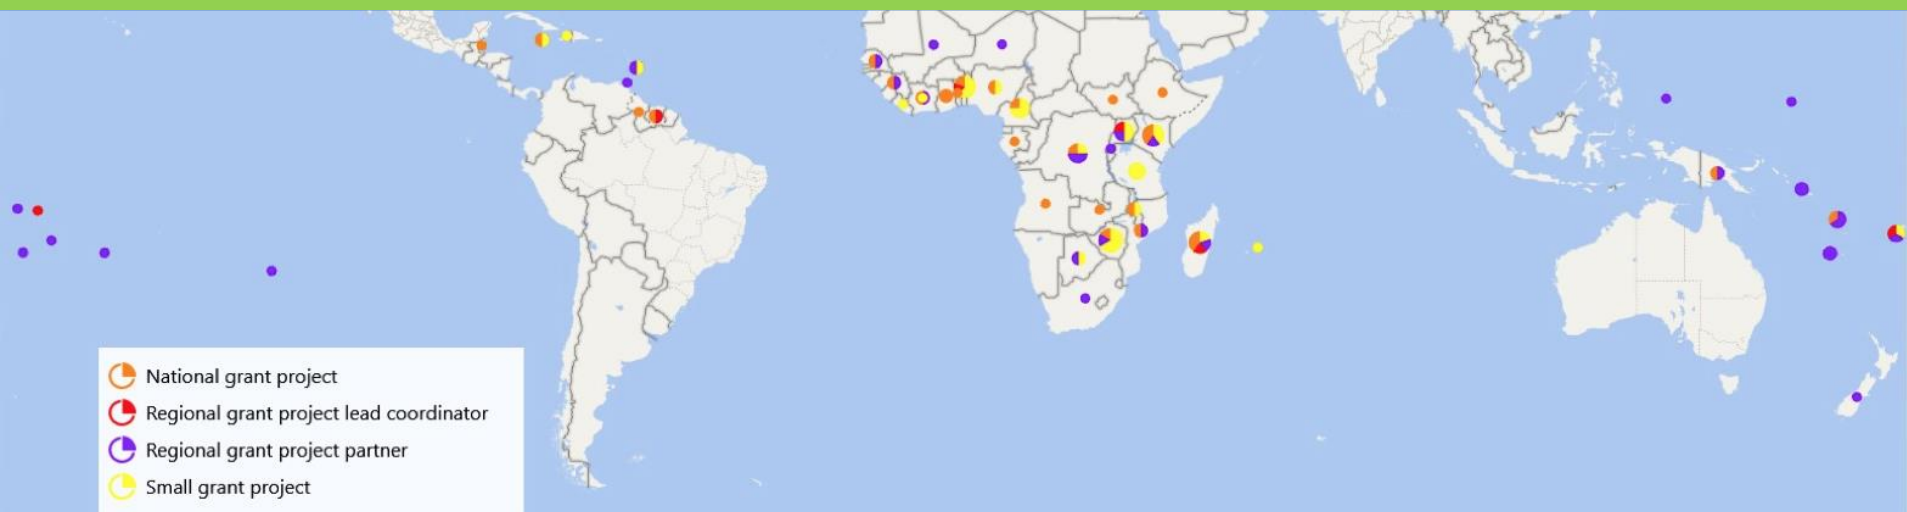 National grant project
Regional grant project lead coordinator
Regional grant project partner
Small grant project